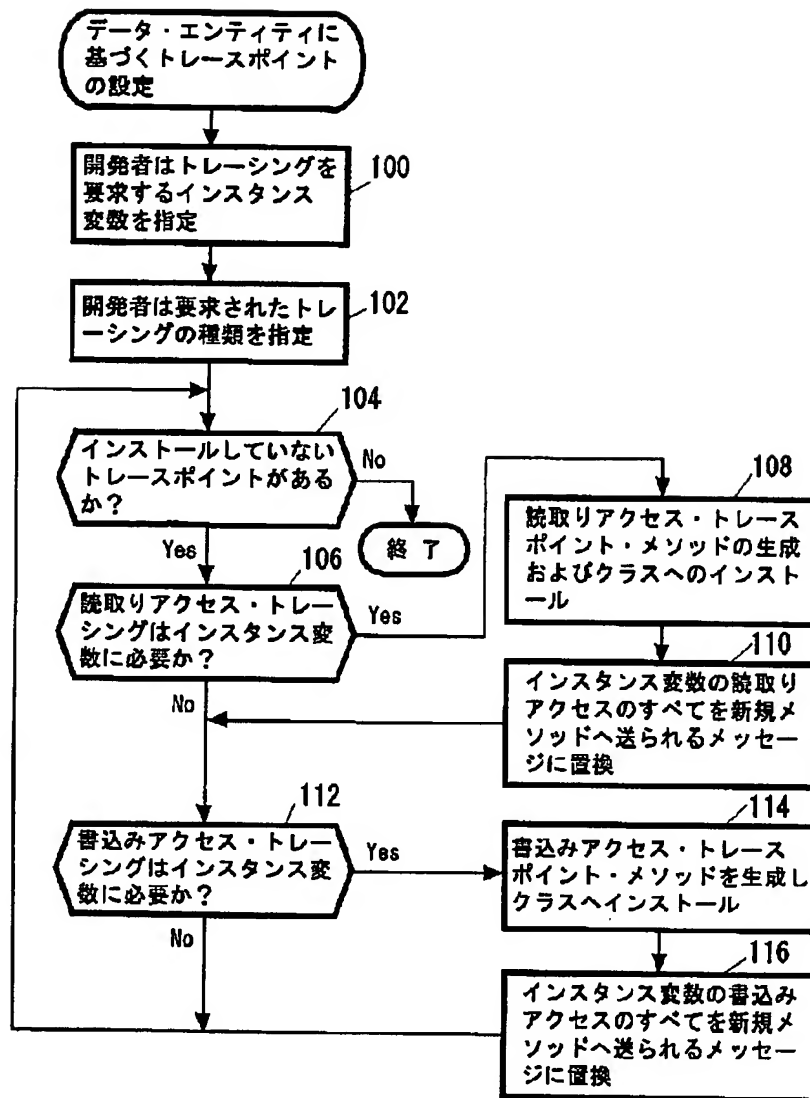 データ・エンティティに
基づくトレースポイント
の設定
開発者はトレーシングを
要求するインスタンス
変数を指定
100
開発者は要求されたトレ
ーシングの種類を指定
102
104
インストールしていない
トレースポイントがある
か？
No
終 了
Yes
106
読取りアクセス・トレー
シングはインスタンス変
数に必要か？
Yes
No
108
読取りアクセス・トレース
ポイント・メソッドの生成
およびクラスへのインスト
ール
110
インスタンス変数の読取り
アクセスのすべてを新規メ
ソッドへ送られるメッセー
ジに置換
112
書込みアクセス・トレー
シングはインスタンス変
数に必要か？
Yes
No
114
書込みアクセス・トレース
ポイント・メソッドを生成し
クラスへインストール
116
インスタンス変数の書込み
アクセスのすべてを新規メ
ソッドへ送られるメッセージ
に置換